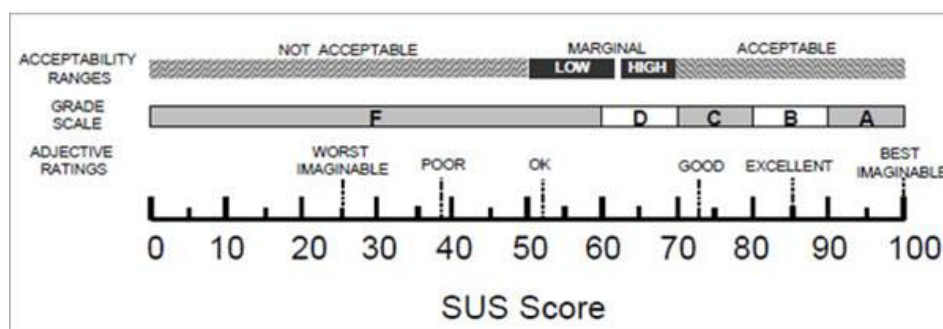 NOT ACCEPTABLE MARGINAL ACCEPTABLE
ACCEPTABILITY
RANGES
LOW HIGH
GRADE
SCALE
F D C B A
ADJECTIVE
RATINGS
WORST
IMAGINABLE
POOR
OK
GOOD
EXCELLENT
BEST
IMAGINABLE
0 10 20 30 40 50 60 70 80 90 100
SUS Score